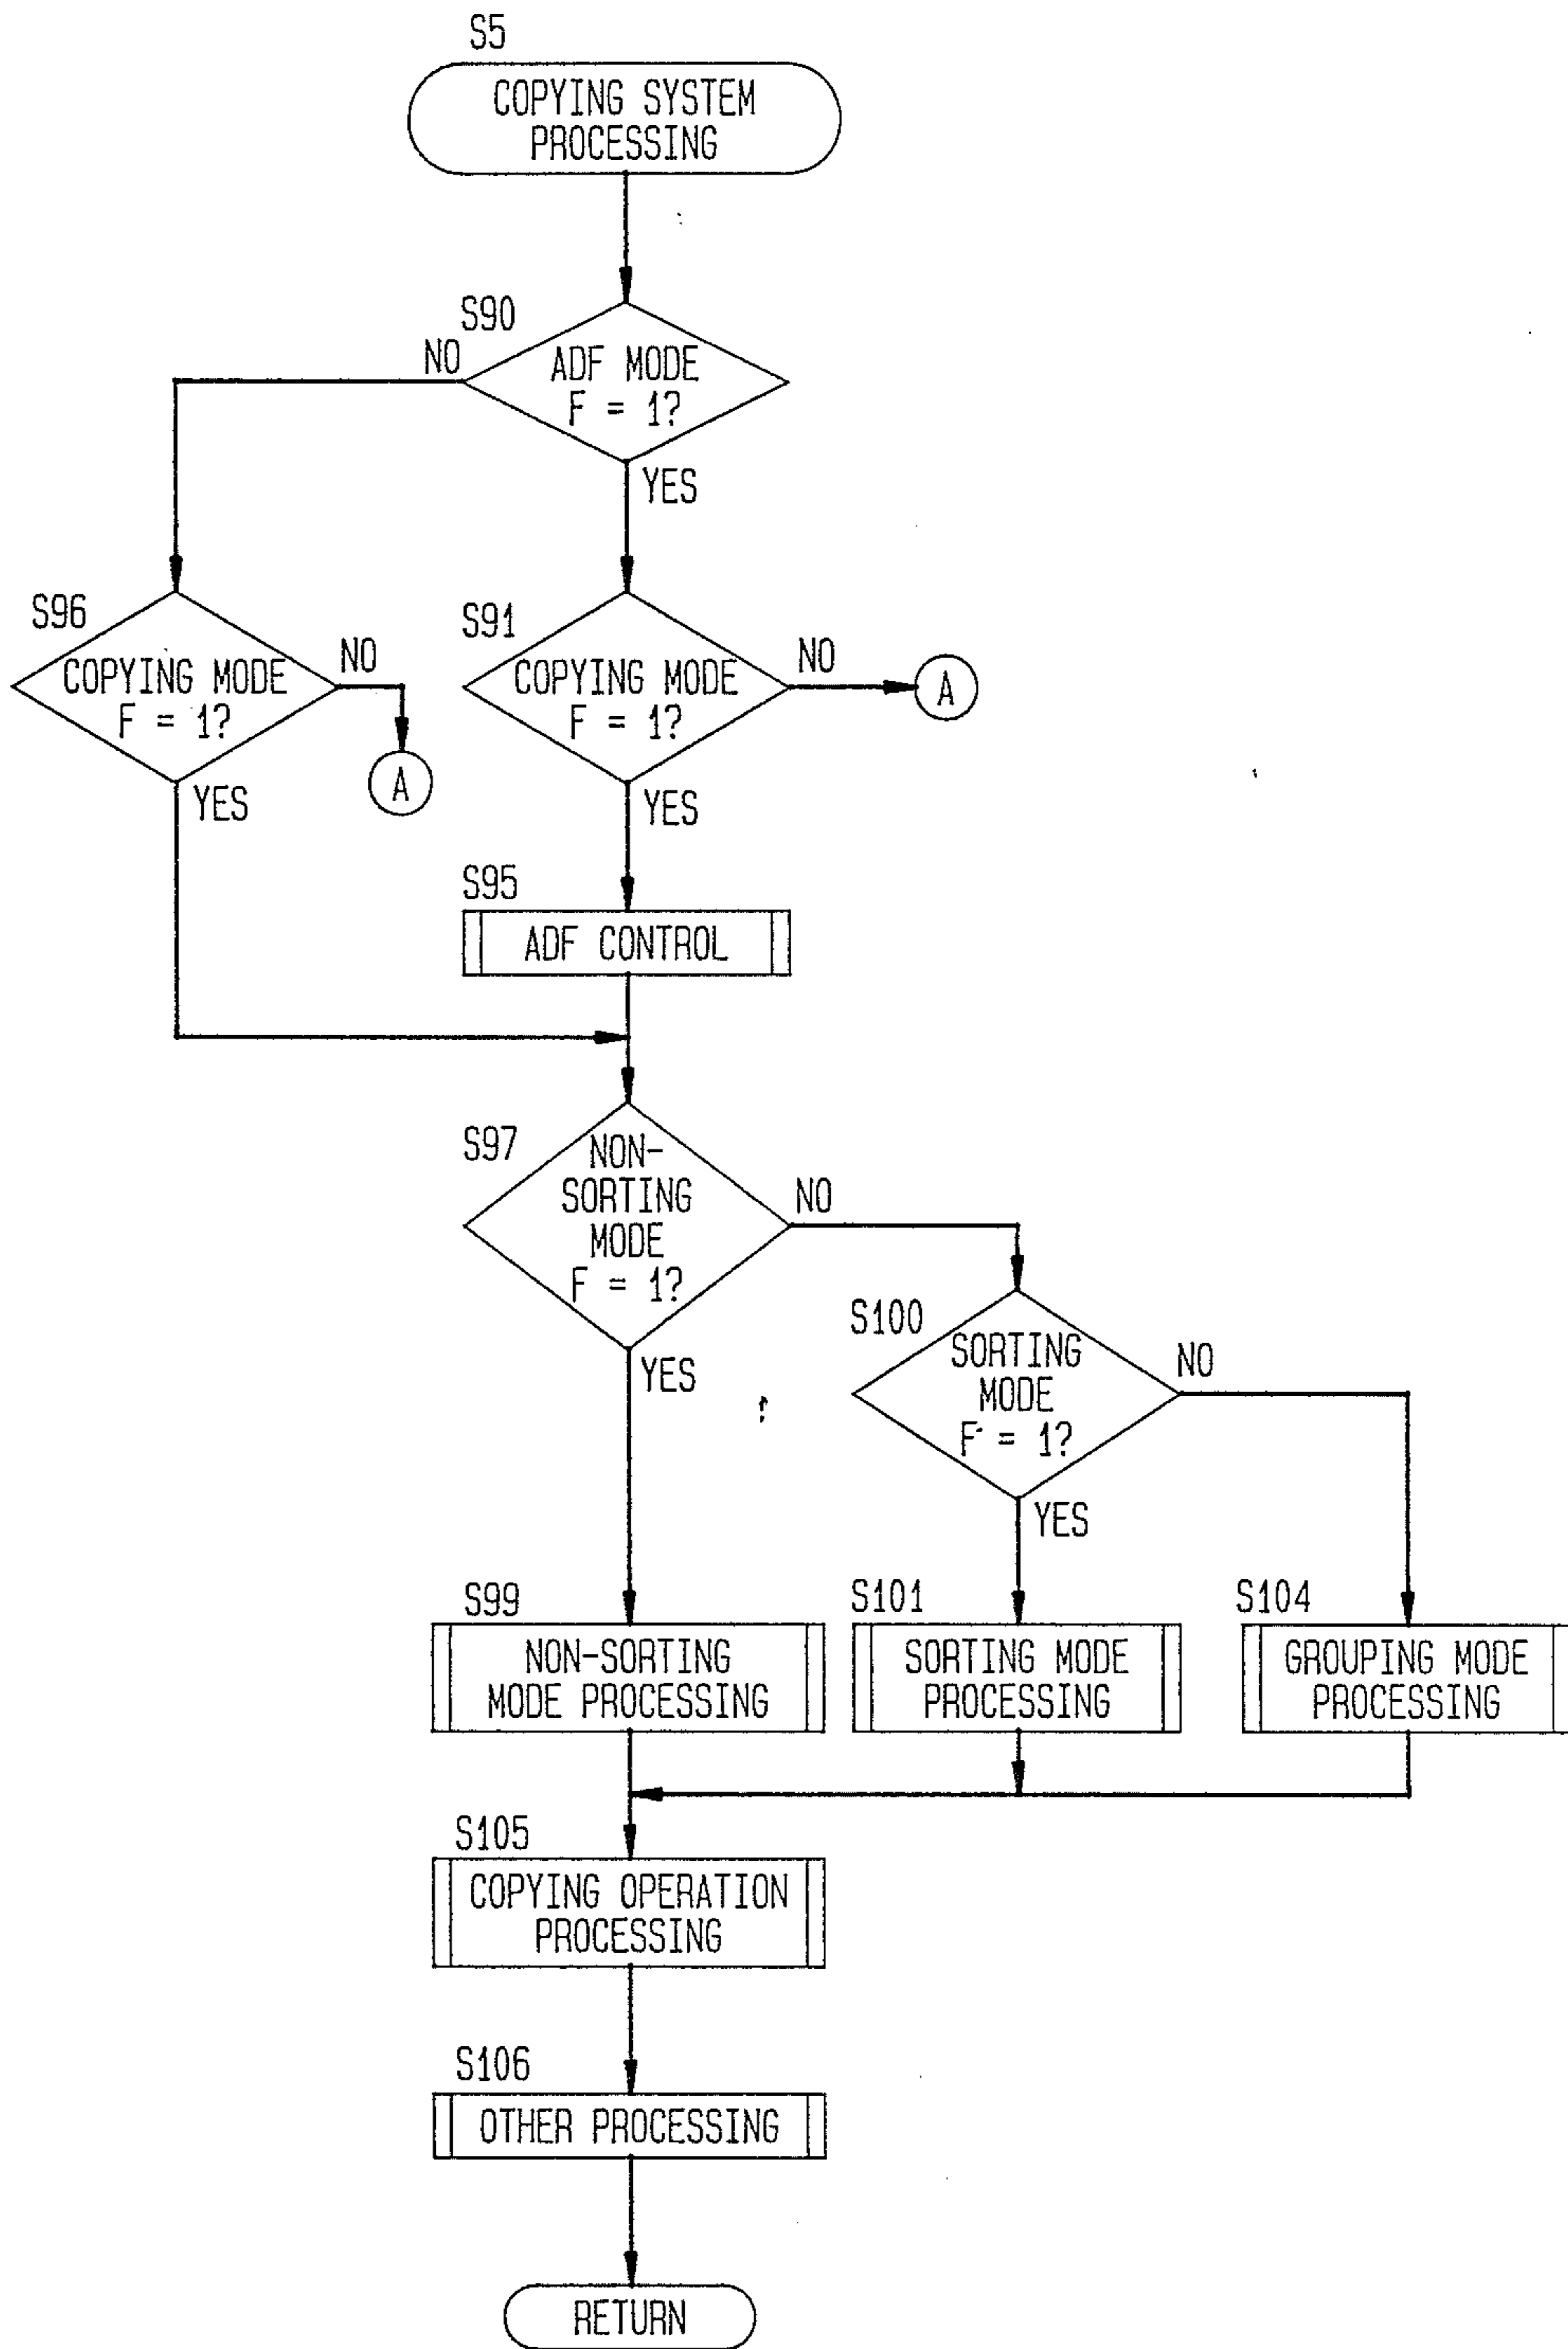 S5
COPYING SYSTEM
PROCESSING
S90
NO
ADF MODE
F = 1?
YES
S96
COPYING MODE
F = 1?
NO
A
YES
S91
COPYING MODE
F = 1?
NO
A
YES
S95
ADF CONTROL
S97
NON-
SORTING
MODE
F = 1?
NO
YES
S100
SORTING
MODE
F = 1?
NO
YES
S99
NON-SORTING
MODE PROCESSING
S101
SORTING MODE
PROCESSING
S104
GROUPING MODE
PROCESSING
S105
COPYING OPERATION
PROCESSING
S106
OTHER PROCESSING
RETURN